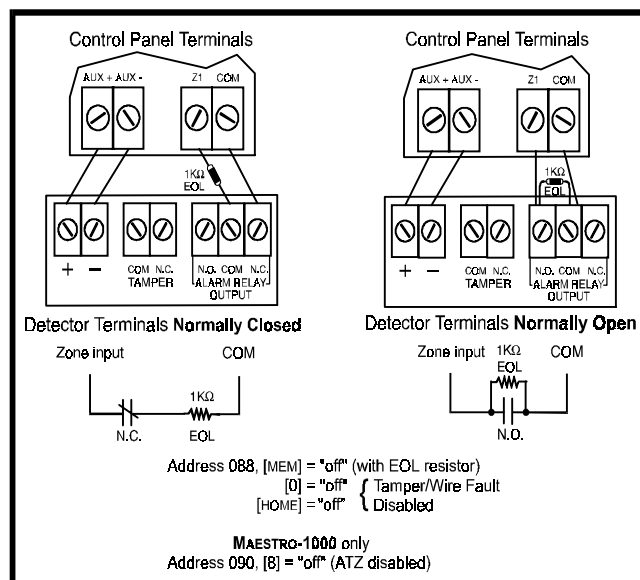 Control Panel Terminals Control Panel Terminals
AUX + AUX - Z1 COM AUX + AUX - Z1 COM
1KΩ
EOL
1KΩ
EOL
+ − COM N.C. N.O. COM N.C. + − COM N.C. N.O. COM N.C.
TAMPER ALARM RELAY TAMPER ALARM RELAY
OUTPUT OUTPUT
Detector Terminals Normally Closed Detector Terminals Normally Open
Zone input COM Zone input 1KΩ COM
EOL
1KΩ
N.C. EOL N.O.
Address 088, [MEM] = "off" (with EOL resistor)
[0] = "off" { Tamper/Wire Fault
[HOME] = "off" Disabled
MAESTRO-1000 only
Address 090, [8] = "off" (ATZ disabled)